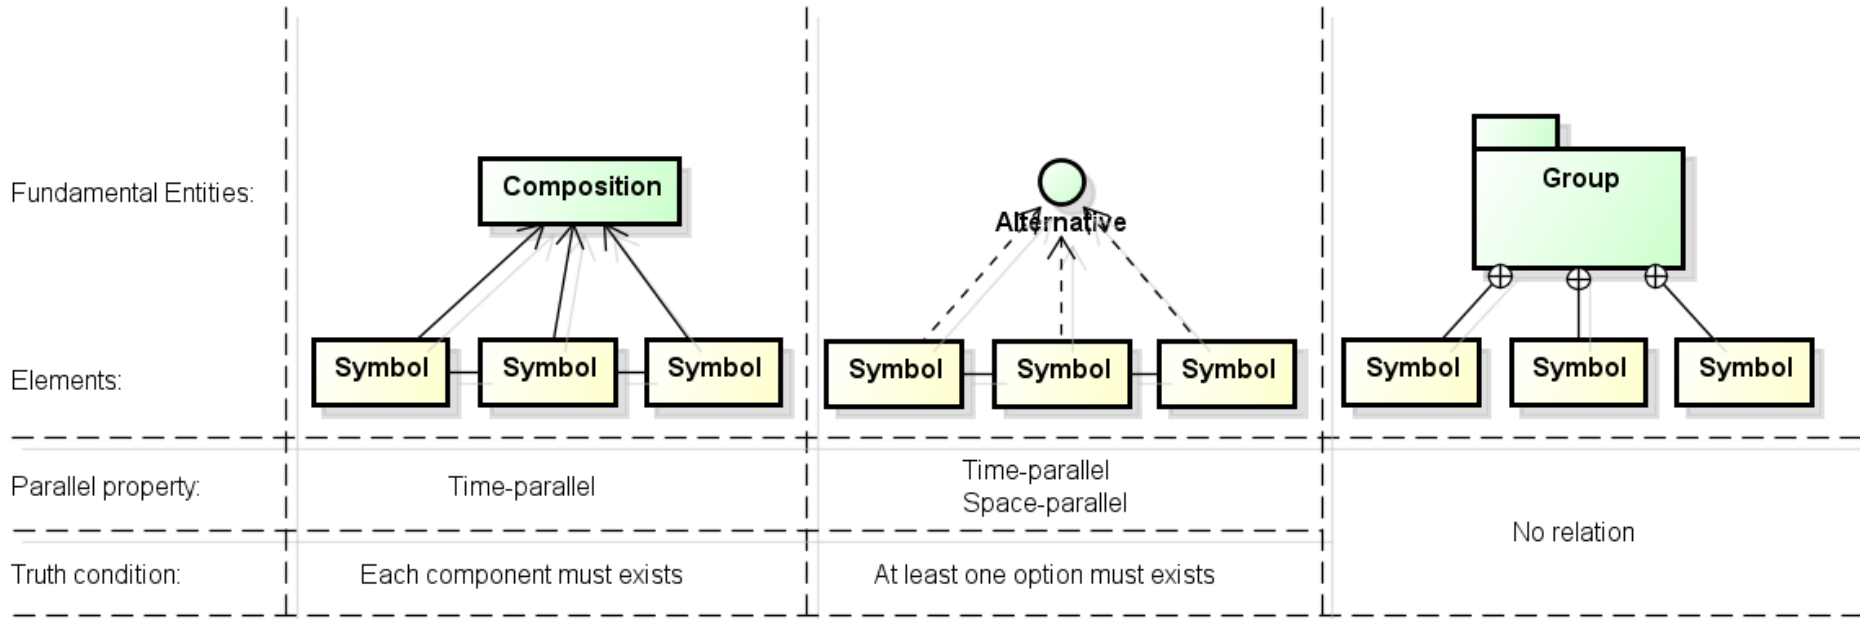 Fundamental Entities:
Composition
Alternative
Group
Elements:
Symbol
Symbol
Symbol
Symbol
Symbol
Symbol
Symbol
Symbol
Symbol
Parallel property:
Time-parallel
Time-parallel
Space-parallel
No relation
Truth condition:
Each component must exists
At least one option must exists